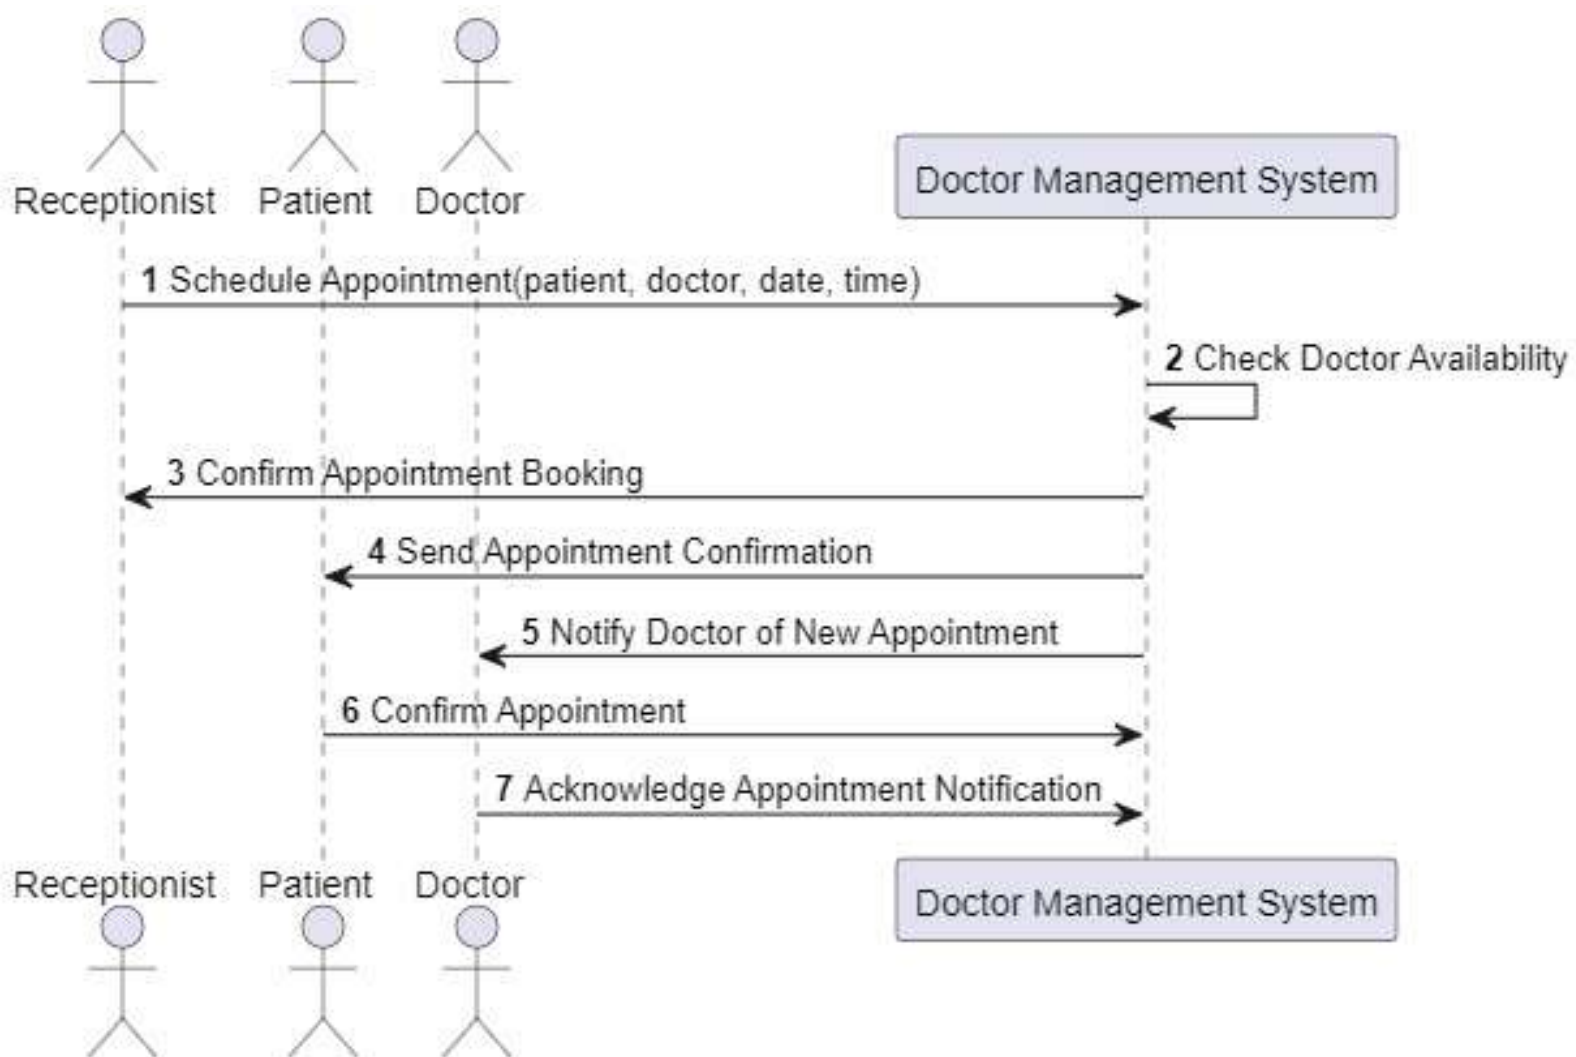 Receptionist Patient Doctor
Doctor Management System
1 Schedule Appointment(patient, doctor, date, time)
2 Check Doctor Availability
3 Confirm Appointment Booking
4 Send Appointment Confirmation
5 Notify Doctor of New Appointment
6 Confirm Appointment
7 Acknowledge Appointment Notification
Receptionist Patient Doctor
Doctor Management System